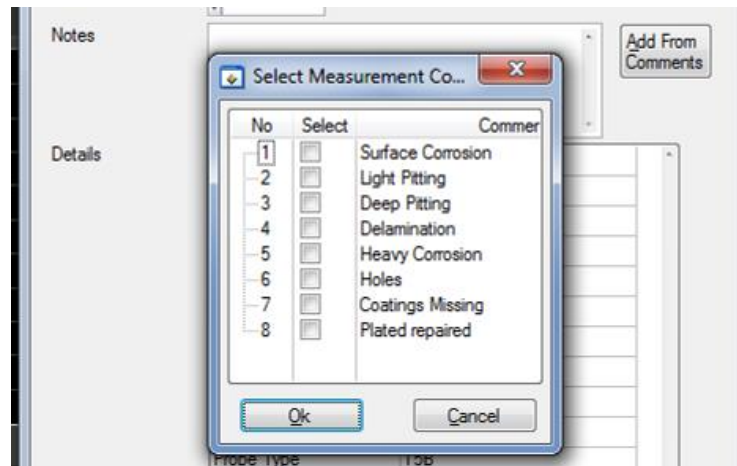 Notes
Add From
Comments
Select Measurement Co...
No Select Commer
1 Surface Corrosion
Details
2 Light Pitting
3 Deep Pitting
4 Delamination
5 Heavy Corrosion
6 Holes
7 Coatings Missing
8 Plated repaired
Ok Cancel
Probe Type T5B